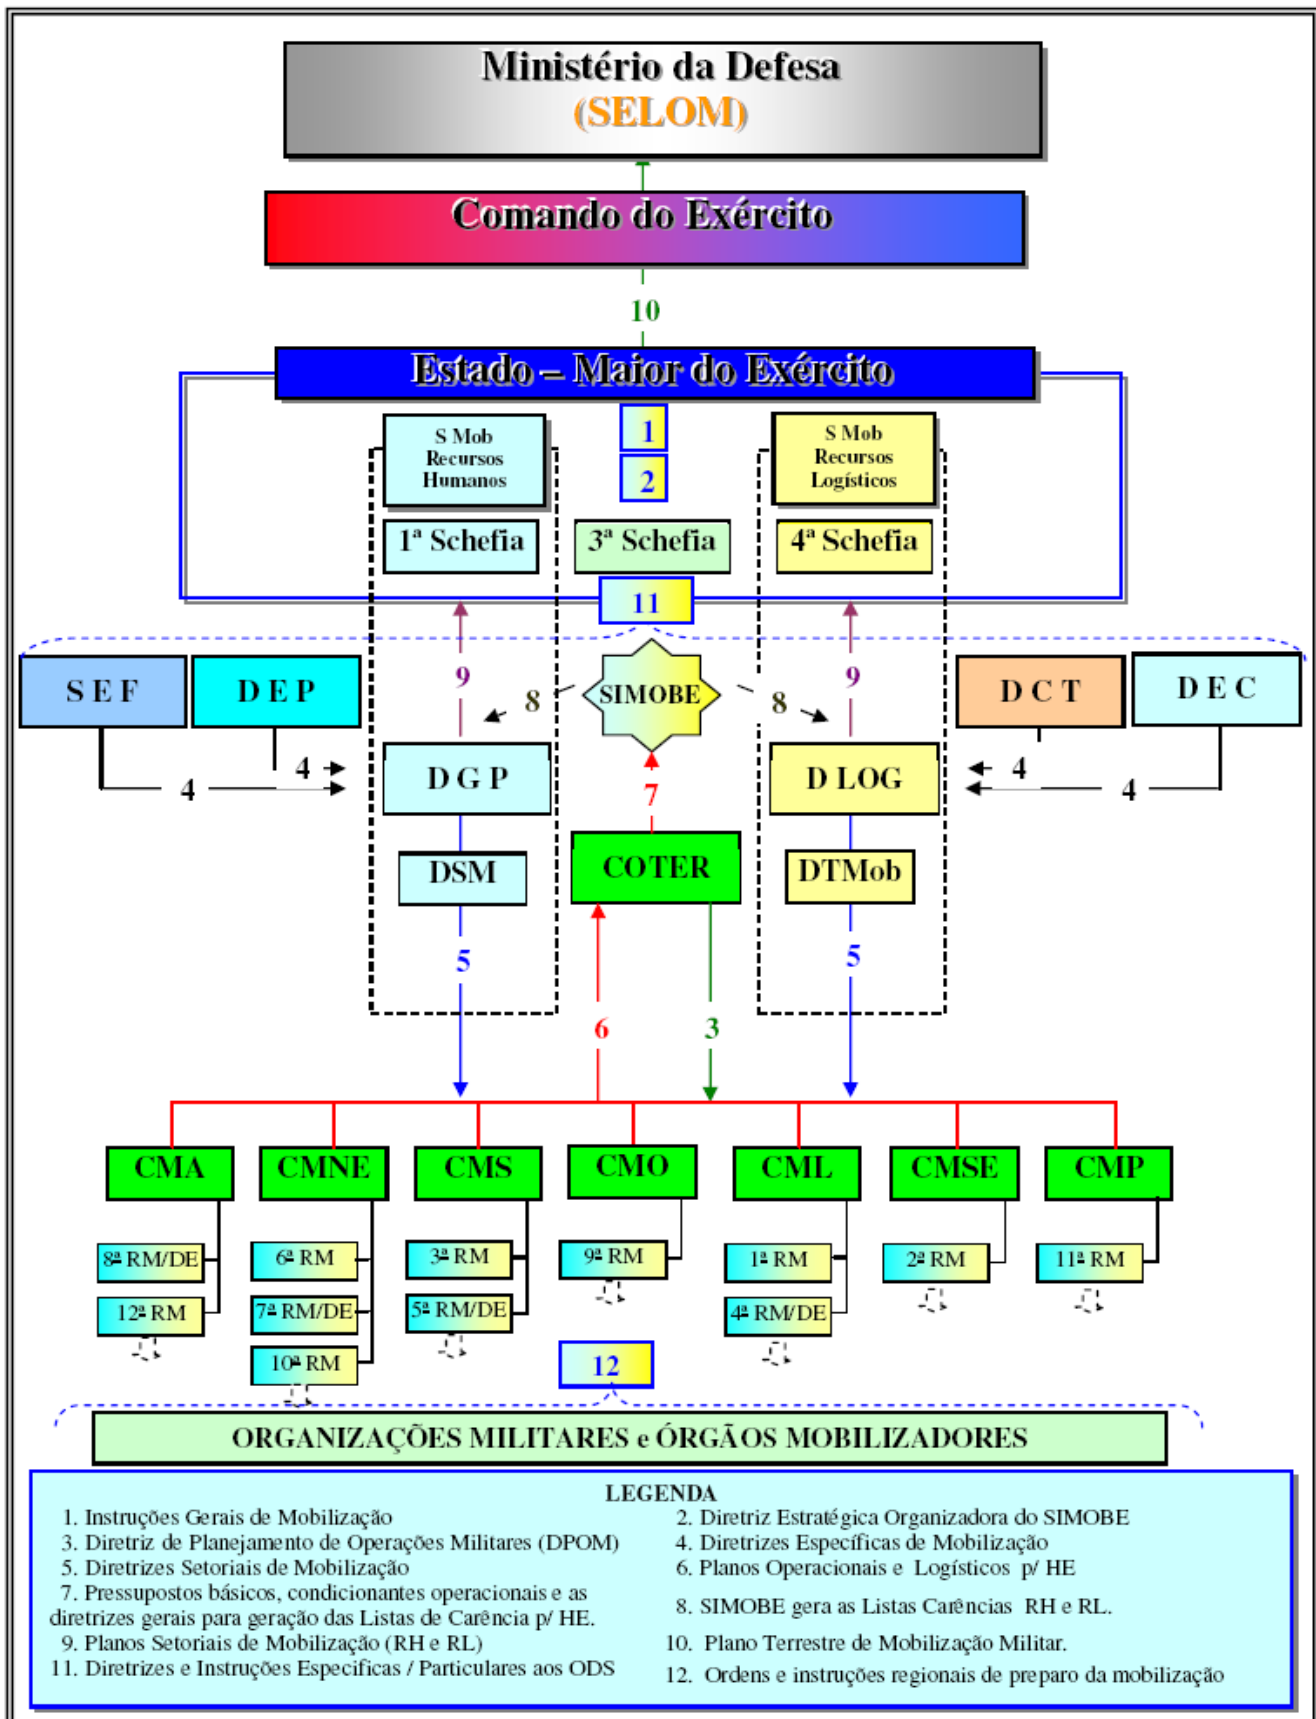 Ministério da Defesa
(SELOM)
Comando do Exército
10
Estado – Maior do Exército
S Mob
Recursos
Humanos
1
2
S Mob
Recursos
Logísticos
1ª Schefia
3ª Schefia
4ª Schefia
11
S E F
D E P
9
8
SIMOBE
8
9
D C T
D E C
4
4
D G P
7
D LOG
4
4
DSM
COTER
DTMob
5
6
3
5
CMA
CMNE
CMS
CMO
CML
CMSE
CMP
8ª RM/DE
6ª RM
3ª RM
9ª RM
1ª RM
2ª RM
11ª RM
12ª RM
7ª RM/DE
5ª RM/DE
4ª RM/DE
10ª RM
12
ORGANIZAÇÕES MILITARES e ÓRGÃOS MOBILIZADORES
LEGENDA
1. Instruções Gerais de Mobilização
2. Diretriz Estratégica Organizadora do SIMOBE
3. Diretriz de Planejamento de Operações Militares (DPOM)
4. Diretrizes Específicas de Mobilização
5. Diretrizes Setoriais de Mobilização
6. Planos Operacionais e Logísticos p/ HE
7. Pressupostos básicos, condicionantes operacionais e as
diretrizes gerais para geração das Listas de Carência p/ HE.
8. SIMOBE gera as Listas Carências RH e RL.
9. Planos Setoriais de Mobilização (RH e RL)
10. Plano Terrestre de Mobilização Militar.
11. Diretrizes e Instruções Especificas / Particulares aos ODS
12. Ordens e instruções regionais de preparo da mobilização